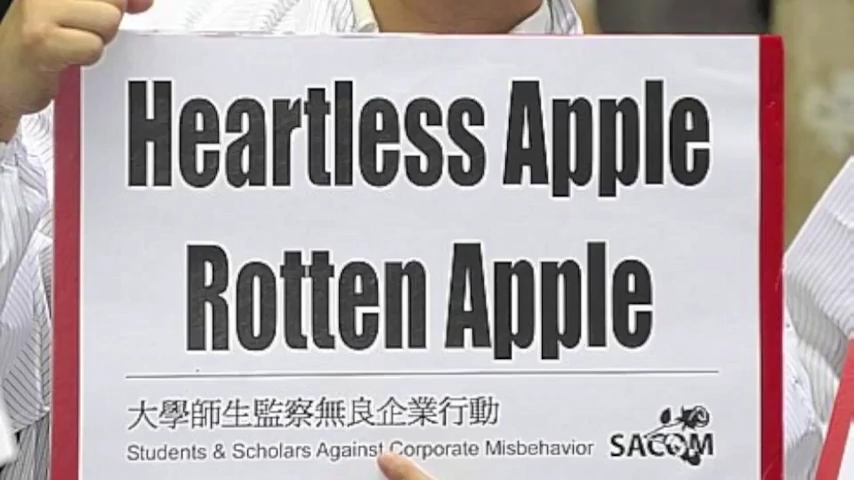 Heartless Apple
Rotten Apple
大學師生監察無良企業行動
Students & Scholars Against Corporate Misbehavior
SACOM